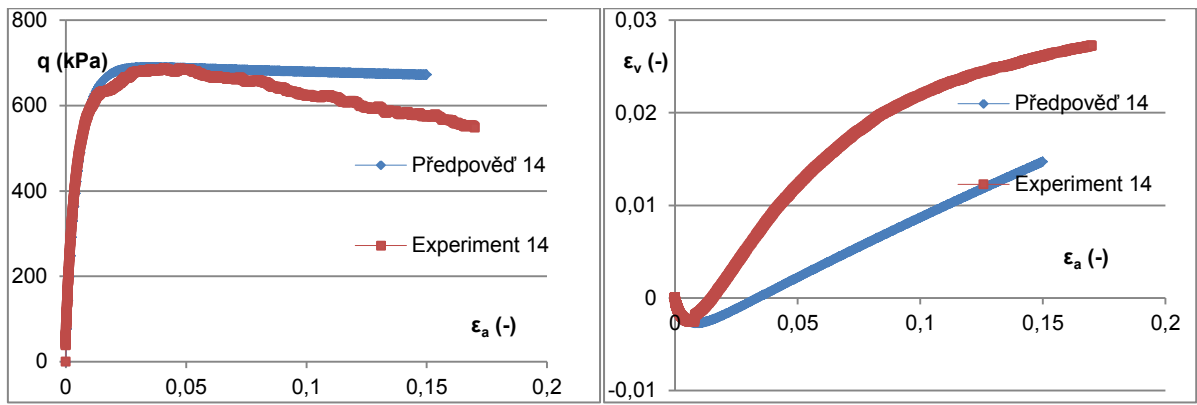 800
q (kPa)
600
400
200
0
0
0,05
0,1
0,15
0,2
εa (-)
Předpověď 14
Experiment 14
0,03
εv (-)
0,02
0,01
0
-0,01
0
0,05
0,1
0,15
0,2
Předpověď 14
Experiment 14
εa (-)